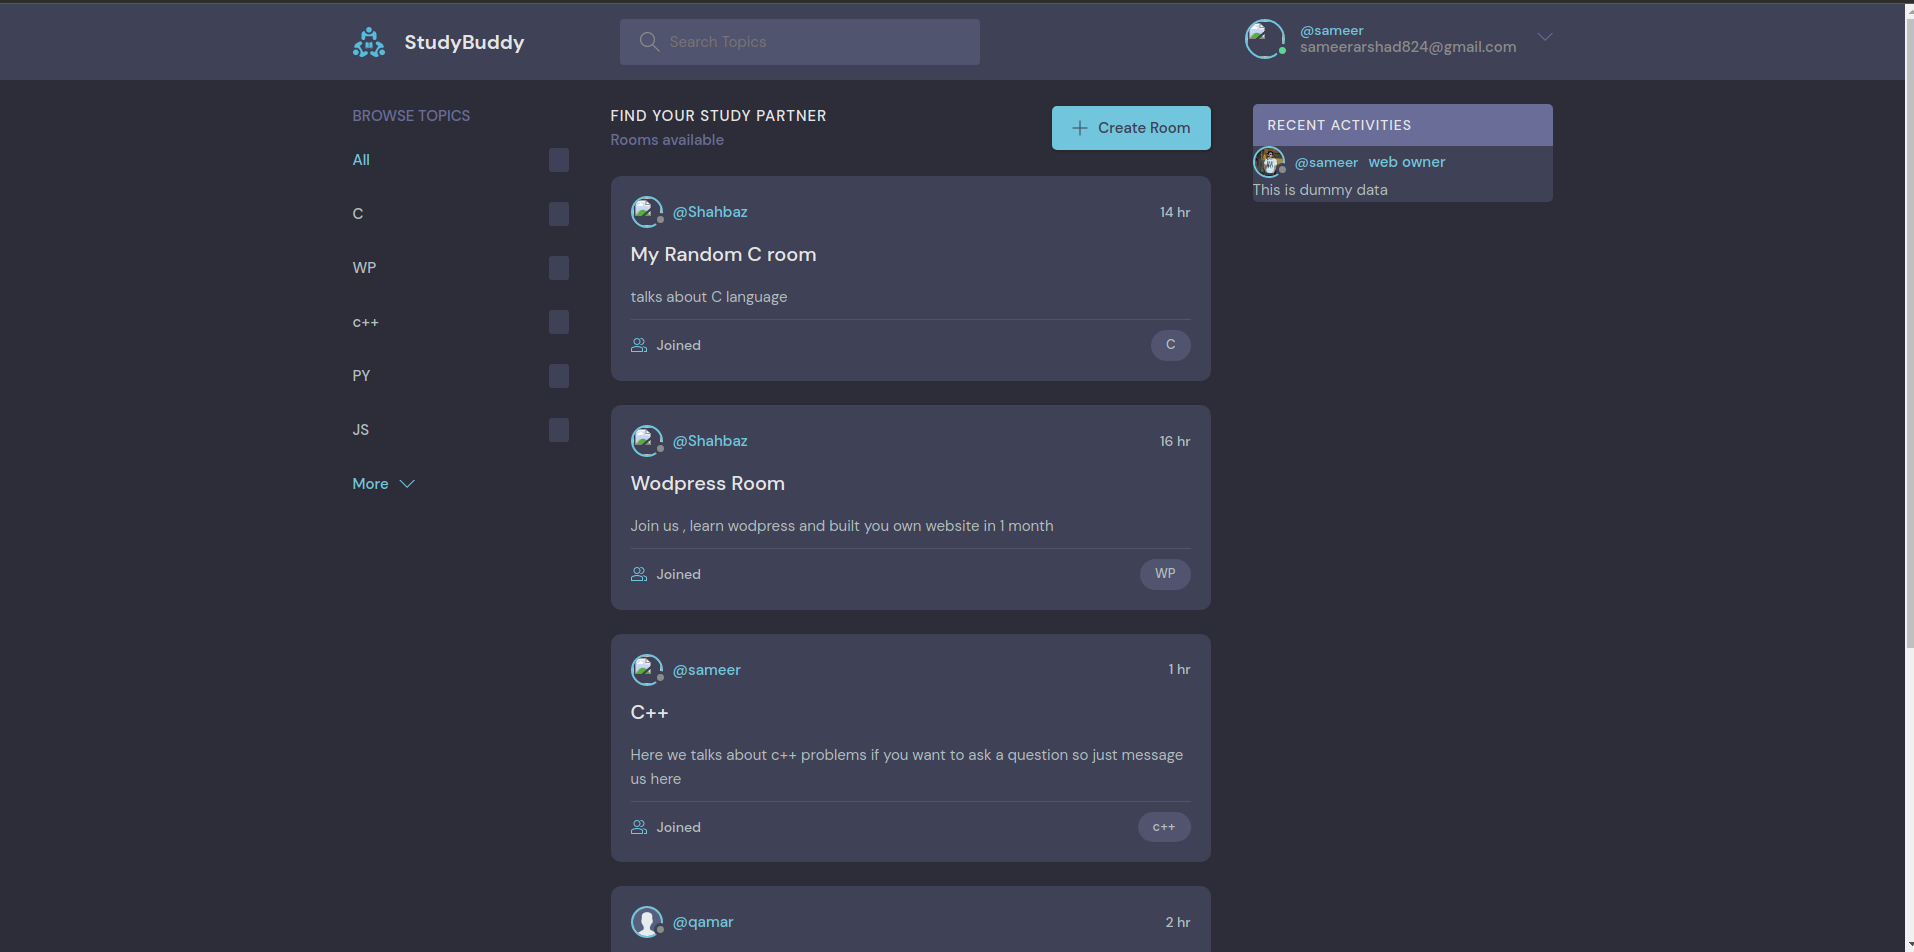 StudyBuddy
Search Topics
@sameer
sameerarshad824@gmail.com
BROWSE TOPICS
All
C
WP
c++
PY
JS
More
FIND YOUR STUDY PARTNER
Rooms available
Create Room
@Shahbaz
14 hr
My Random C room
talks about C language
Joined
C
@Shahbaz
16 hr
Wodpress Room
Join us , learn wodpress and built you own website in 1 month
Joined
WP
@sameer
1 hr
C++
Here we talks about c++ problems if you want to ask a question so just message
us here
Joined
c++
@qamar
2 hr
RECENT ACTIVITIES
@sameer web owner
This is dummy data